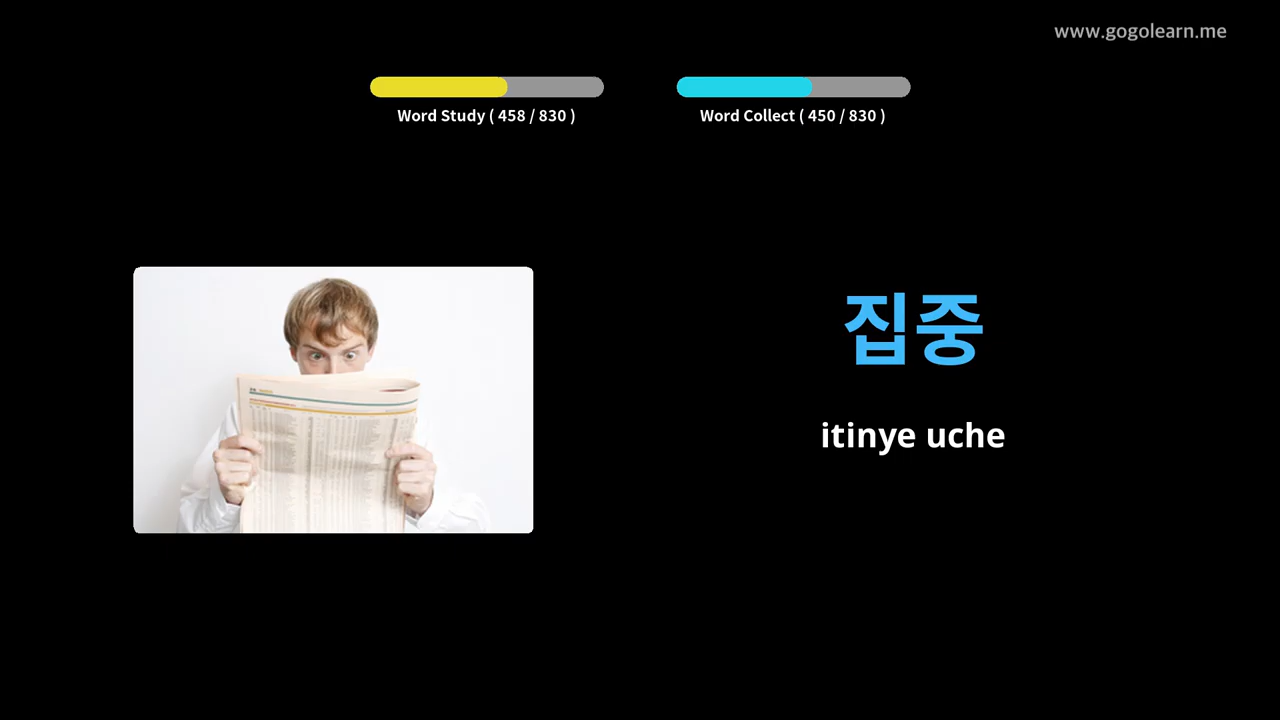 www.gogolearn.me
Word Study ( 458 / 830 )
Word Collect ( 450 / 830 )
집중
itinye uche